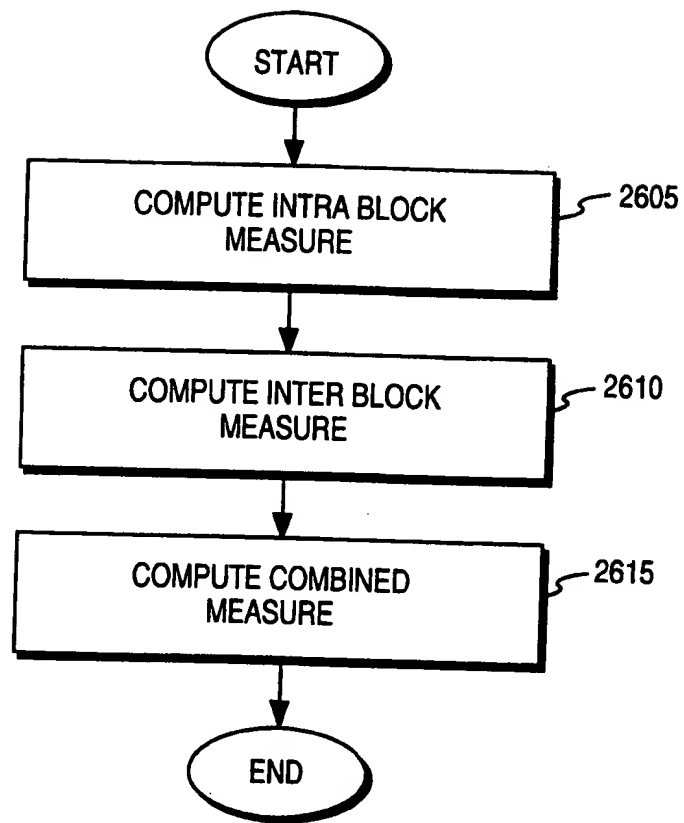 START
COMPUTE INTRA BLOCK
MEASURE
2605
COMPUTE INTER BLOCK
MEASURE
2610
COMPUTE COMBINED
MEASURE
2615
END